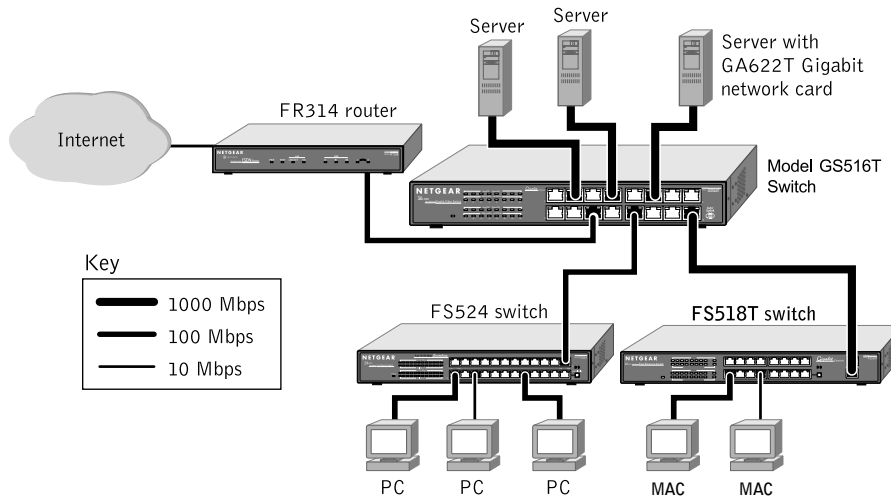 Server
Server
Server with
GA622T Gigabit
network card
FR314 router
Internet
NETGEAR
Model GS516T
Switch
NETGEAR
Key
1000 Mbps
100 Mbps
10 Mbps
FS524 switch
FS518T switch
NETGEAR
NETGEAR
PC
PC
PC
MAC
MAC